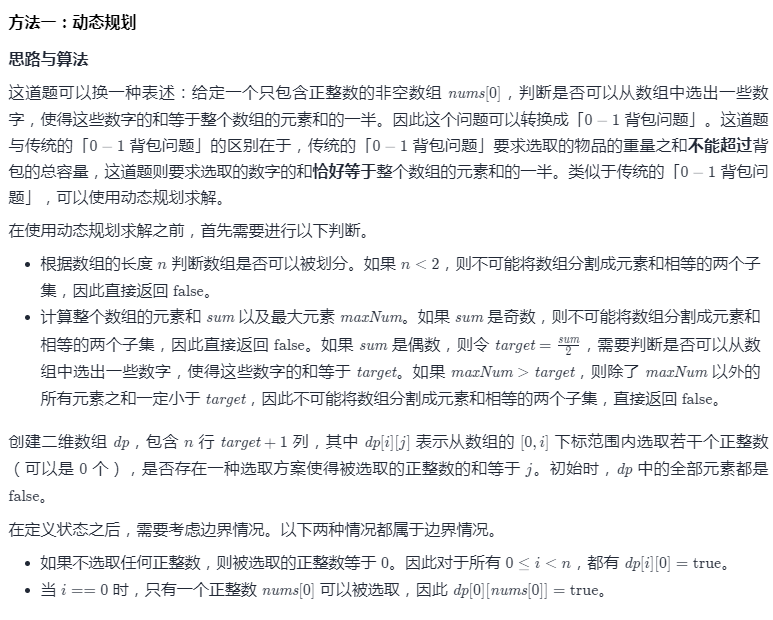 方法一：动态规划
思路与算法
这道题可以换一种表述：给定一个只包含正整数的非空数组 nums[0]，判断是否可以从数组中选出一些数
字，使得这些数字的和等于整个数组的元素和的一半。因此这个问题可以转换成「0 − 1 背包问题」。这道题
与传统的「0 − 1 背包问题」的区别在于，传统的「0 − 1 背包问题」要求选取的物品的重量之和不能超过背
包的总容量，这道题则要求选取的数字的和恰好等于整个数组的元素和的一半。类似于传统的「0 − 1 背包问
题」，可以使用动态规划求解。
在使用动态规划求解之前，首先需要进行以下判断。
• 根据数组的长度 n 判断数组是否可以被划分。如果 n < 2，则不可能将数组分割成元素和相等的两个子
集，因此直接返回 false。
• 计算整个数组的元素和 sum 以及最大元素 maxNum。如果 sum 是奇数，则不可能将数组分割成元素和
相等的两个子集，因此直接返回 false。如果 sum 是偶数，则令 target = sum/2，需要判断是否可以从数
组中选出一些数字，使得这些数字的和等于 target。如果 maxNum > target，则除了 maxNum 以外的
所有元素之和一定小于 target，因此不可能将数组分割成元素和相等的两个子集，直接返回 false。
创建二维数组 dp，包含 n 行 target + 1 列，其中 dp[i][j] 表示从数组的 [0, i] 下标范围内选取若干个正整数
（可以是 0 个），是否存在一种选取方案使得被选取的正整数的和等于 j。初始时，dp 中的全部元素都是
false。
在定义状态之后，需要考虑边界情况。以下两种情况都属于边界情况。
• 如果不选取任何正整数，则被选取的正整数等于 0。因此对于所有 0 ≤ i < n，都有 dp[i][0] = true。
• 当 i == 0 时，只有一个正整数 nums[0] 可以被选取，因此 dp[0][nums[0]] = true。